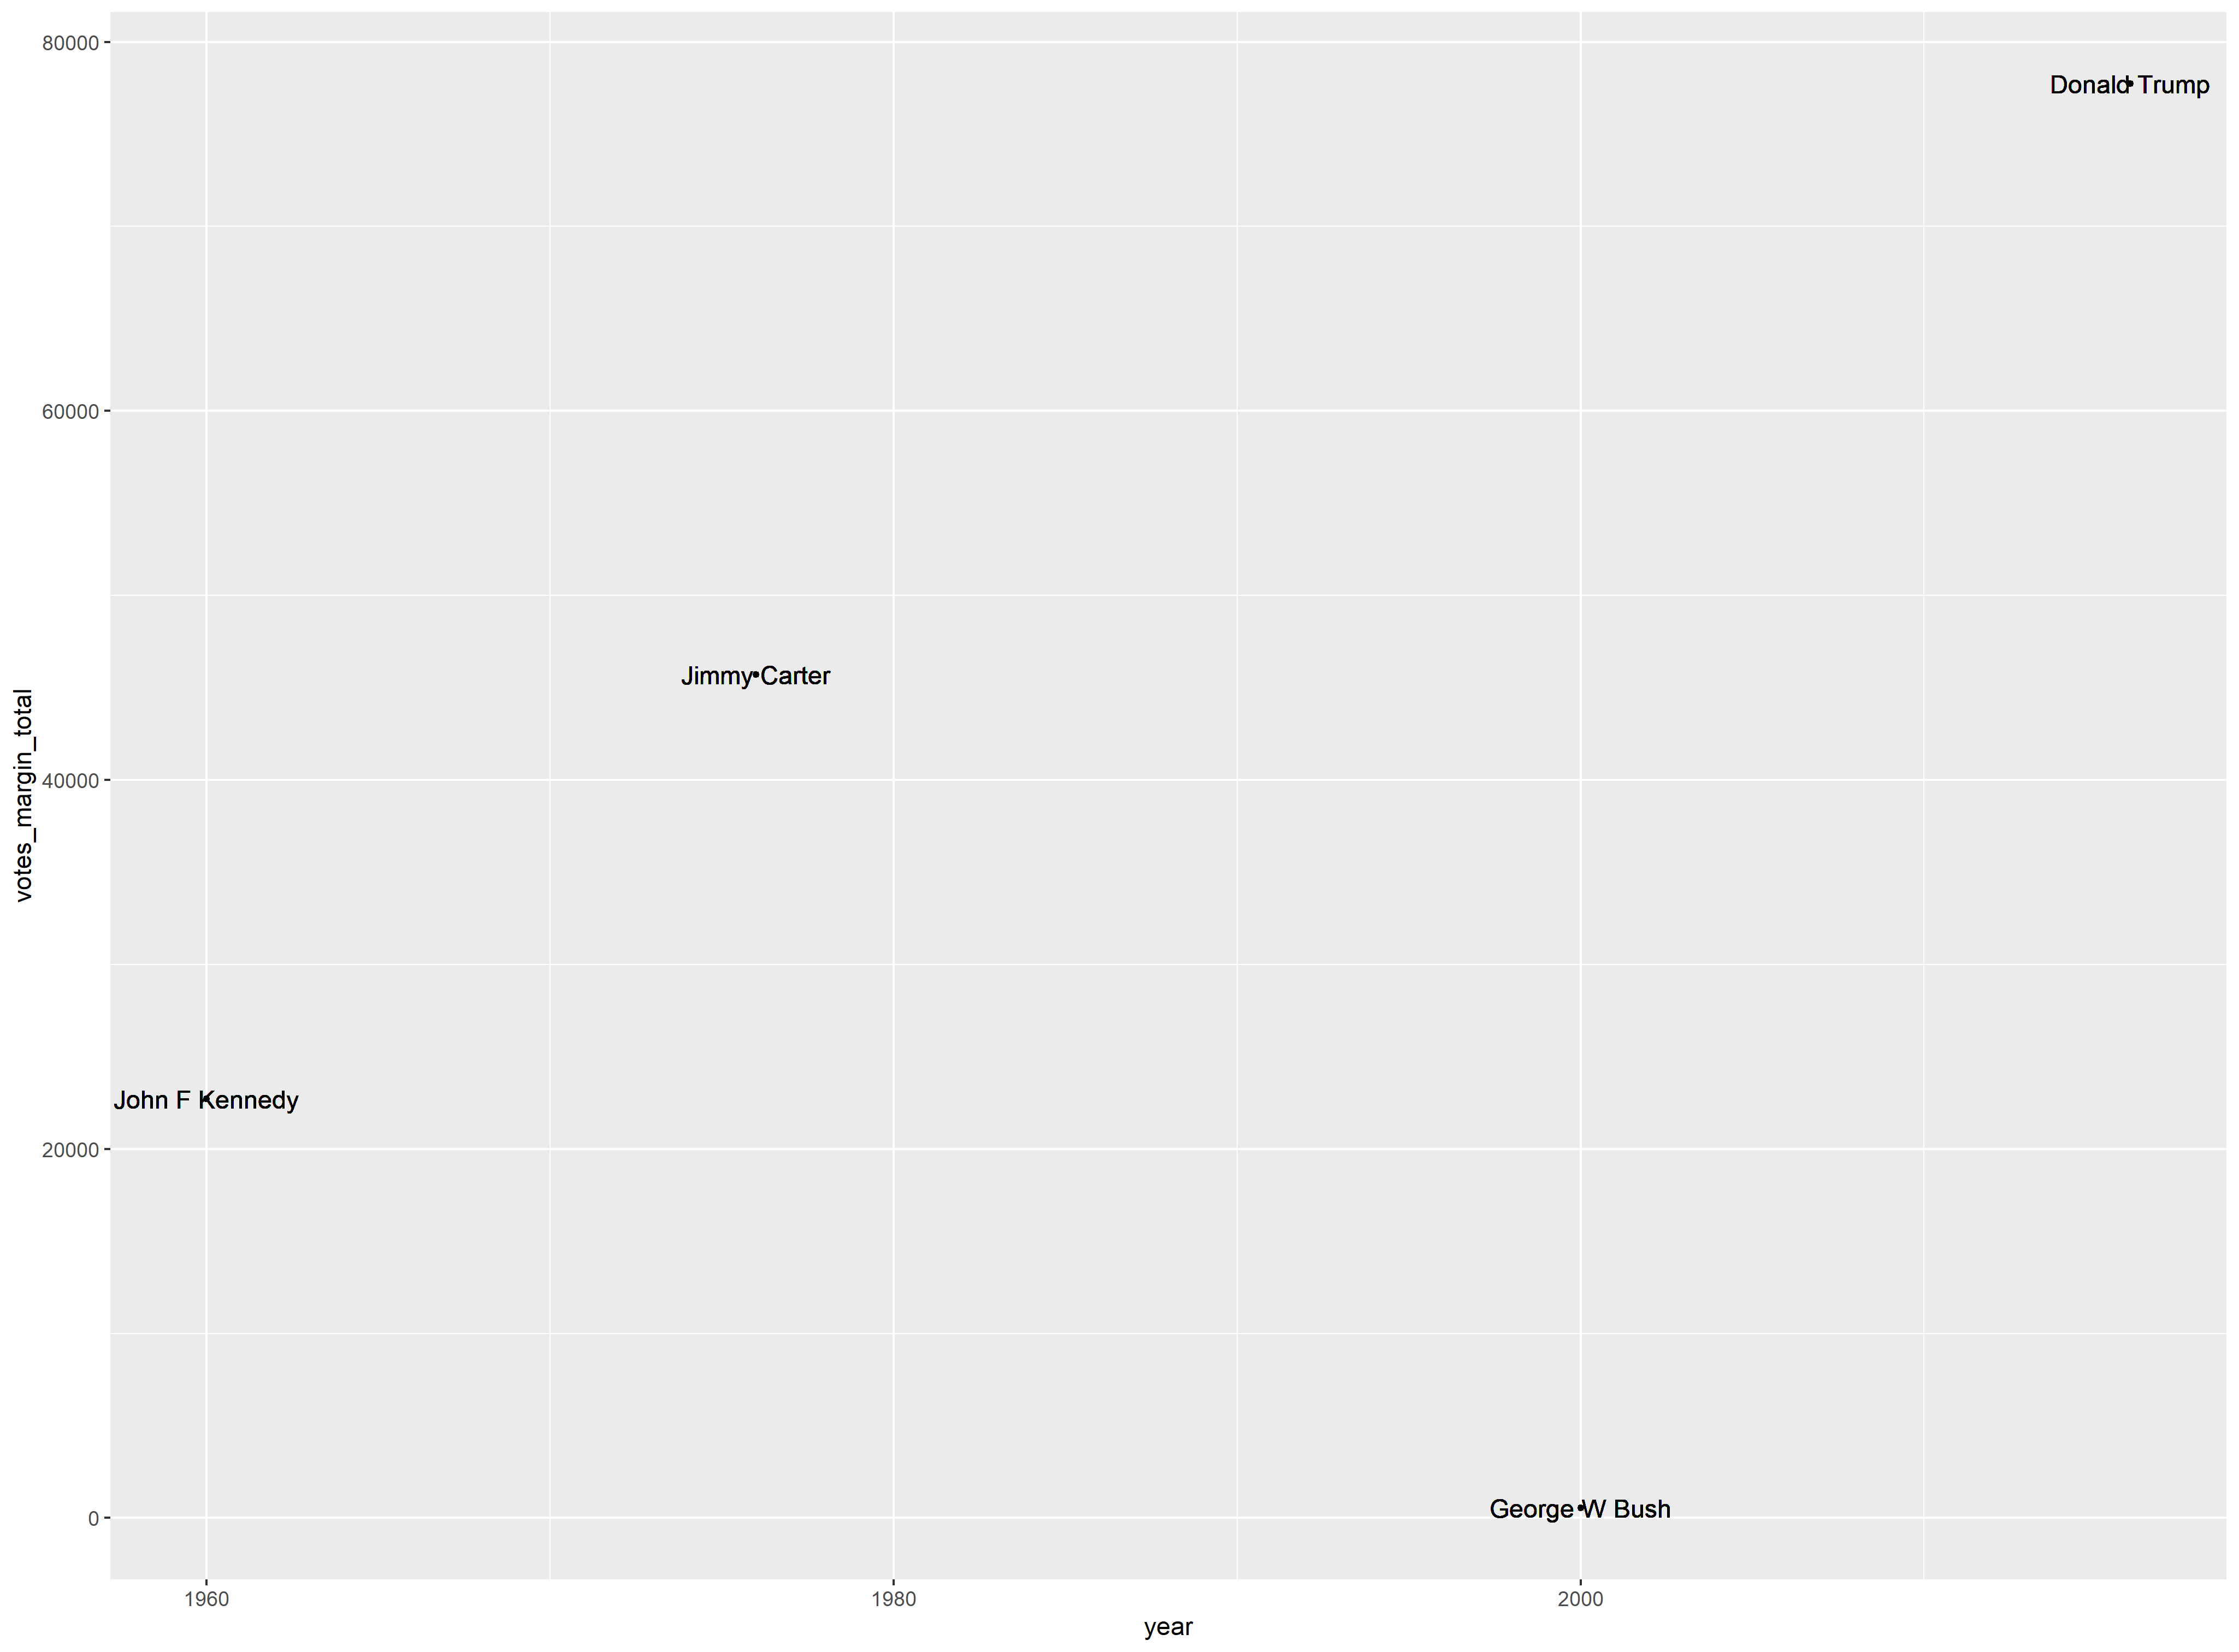 80000
Donald Trump
60000
Jimmy Carter
votes_margin_total
40000
John F Kennedy
20000
George W Bush
0
1960
1980
2000
year